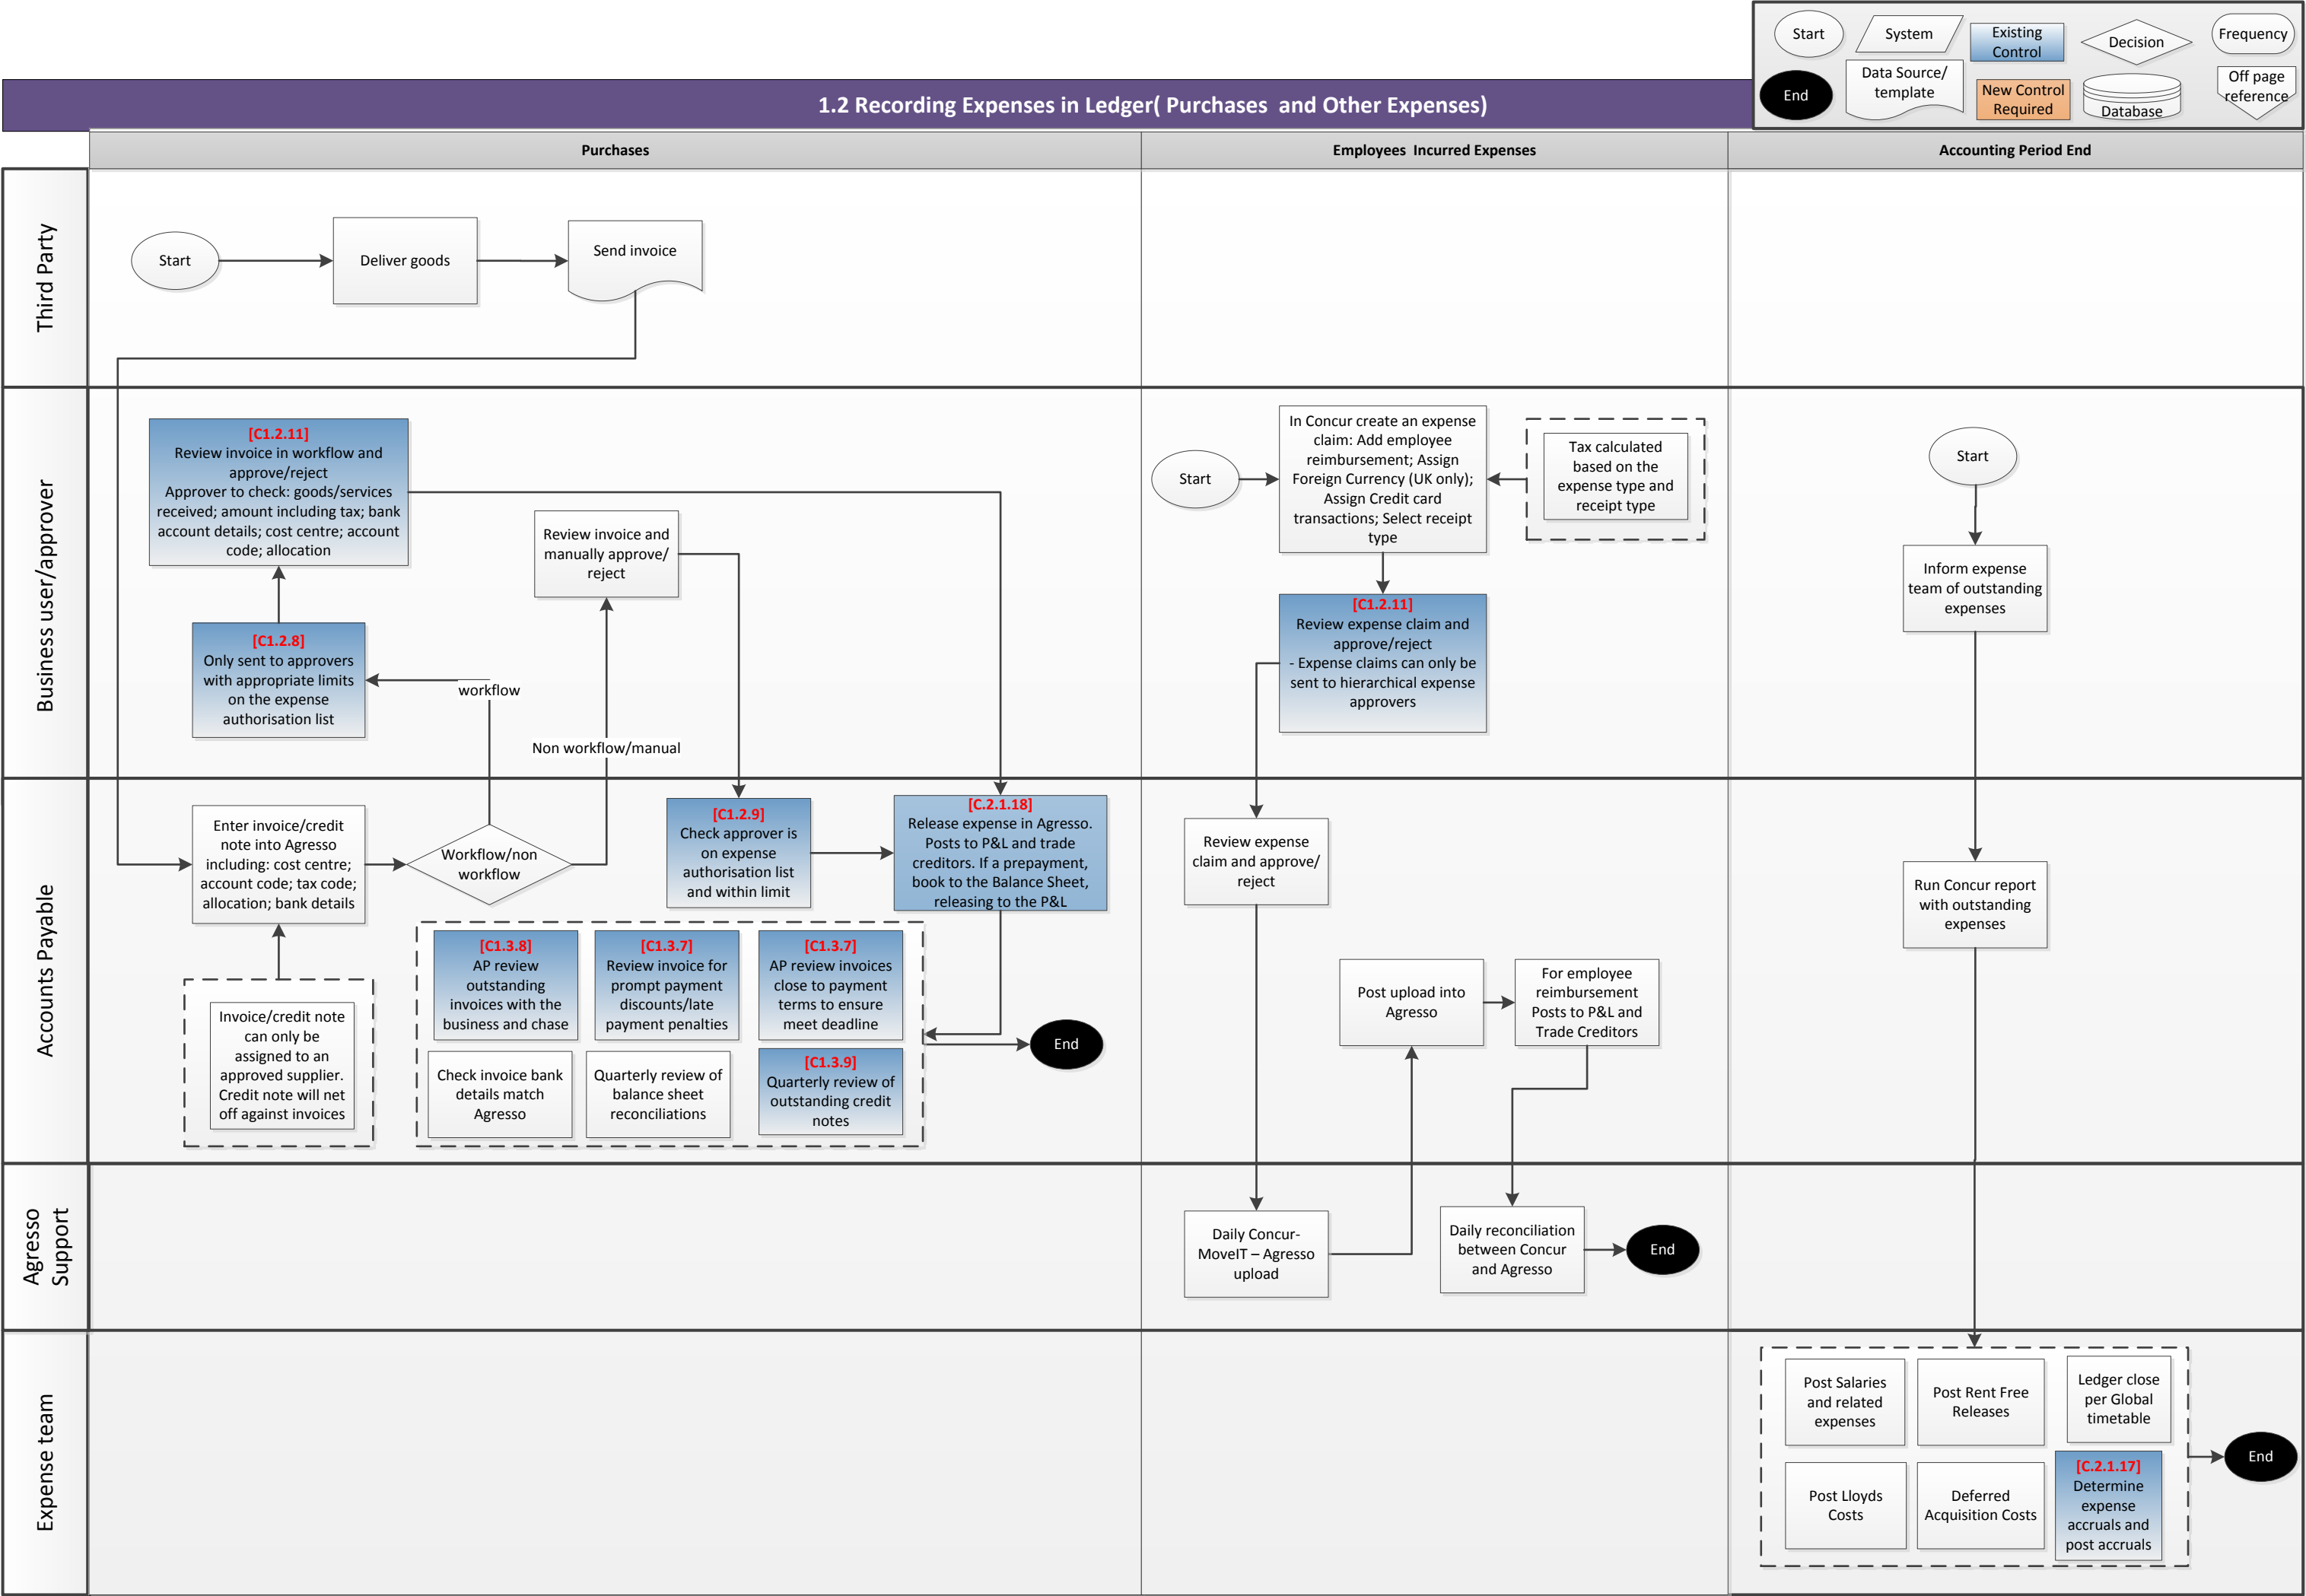 Start
System
Existing
Control
Decision
Frequency
End
Data Source/
template
New Control
Required
Database
Off page
reference
1.2 Recording Expenses in Ledger( Purchases  and Other Expenses)
Purchases
Employees  Incurred Expenses
Accounting Period End
Third Party
Start
Deliver goods
Send invoice
Business user/approver
[C1.2.11]
Review invoice in workflow and
approve/reject
Approver to check: goods/services
received; amount including tax; bank
account details; cost centre; account
code; allocation
Review invoice and
manually approve/
reject
[C1.2.8]
Only sent to approvers
with appropriate limits
on the expense
authorisation list
workflow
Non workflow/manual
Start
In Concur create an expense
claim: Add employee
reimbursement; Assign
Foreign Currency (UK only);
Assign Credit card
transactions; Select receipt
type
Tax calculated
based on the
expense type and
receipt type
[C1.2.11]
Review expense claim and
approve/reject
- Expense claims can only be
sent to hierarchical expense
approvers
Start
Inform expense
team of outstanding
expenses
Accounts Payable
Enter invoice/credit
note into Agresso
including: cost centre;
account code; tax code;
allocation; bank details
Workflow/non
workflow
[C1.2.9]
Check approver is
on expense
authorisation list
and within limit
[C.2.1.18]
Release expense in Agresso.
Posts to P&L and trade
creditors. If a prepayment,
book to the Balance Sheet,
releasing to the P&L
Invoice/credit note
can only be
assigned to an
approved supplier.
Credit note will net
off against invoices
[C1.3.8]
AP review
outstanding
invoices with the
business and chase
[C1.3.7]
Review invoice for
prompt payment
discounts/late
payment penalties
[C1.3.7]
AP review invoices
close to payment
terms to ensure
meet deadline
Check invoice bank
details match
Agresso
Quarterly review of
balance sheet
reconciliations
[C1.3.9]
Quarterly review of
outstanding credit
notes
End
Review expense
claim and approve/
reject
Post upload into
Agresso
For employee
reimbursement
Posts to P&L and
Trade Creditors
Run Concur report
with outstanding
expenses
Agresso
Support
Daily Concur-
MoveIT – Agresso
upload
Daily reconciliation
between Concur
and Agresso
End
Expense team
Post Salaries
and related
expenses
Post Rent Free
Releases
Ledger close
per Global
timetable
Post Lloyds
Costs
Deferred
Acquisition Costs
[C.2.1.17]
Determine
expense
accruals and
post accruals
End